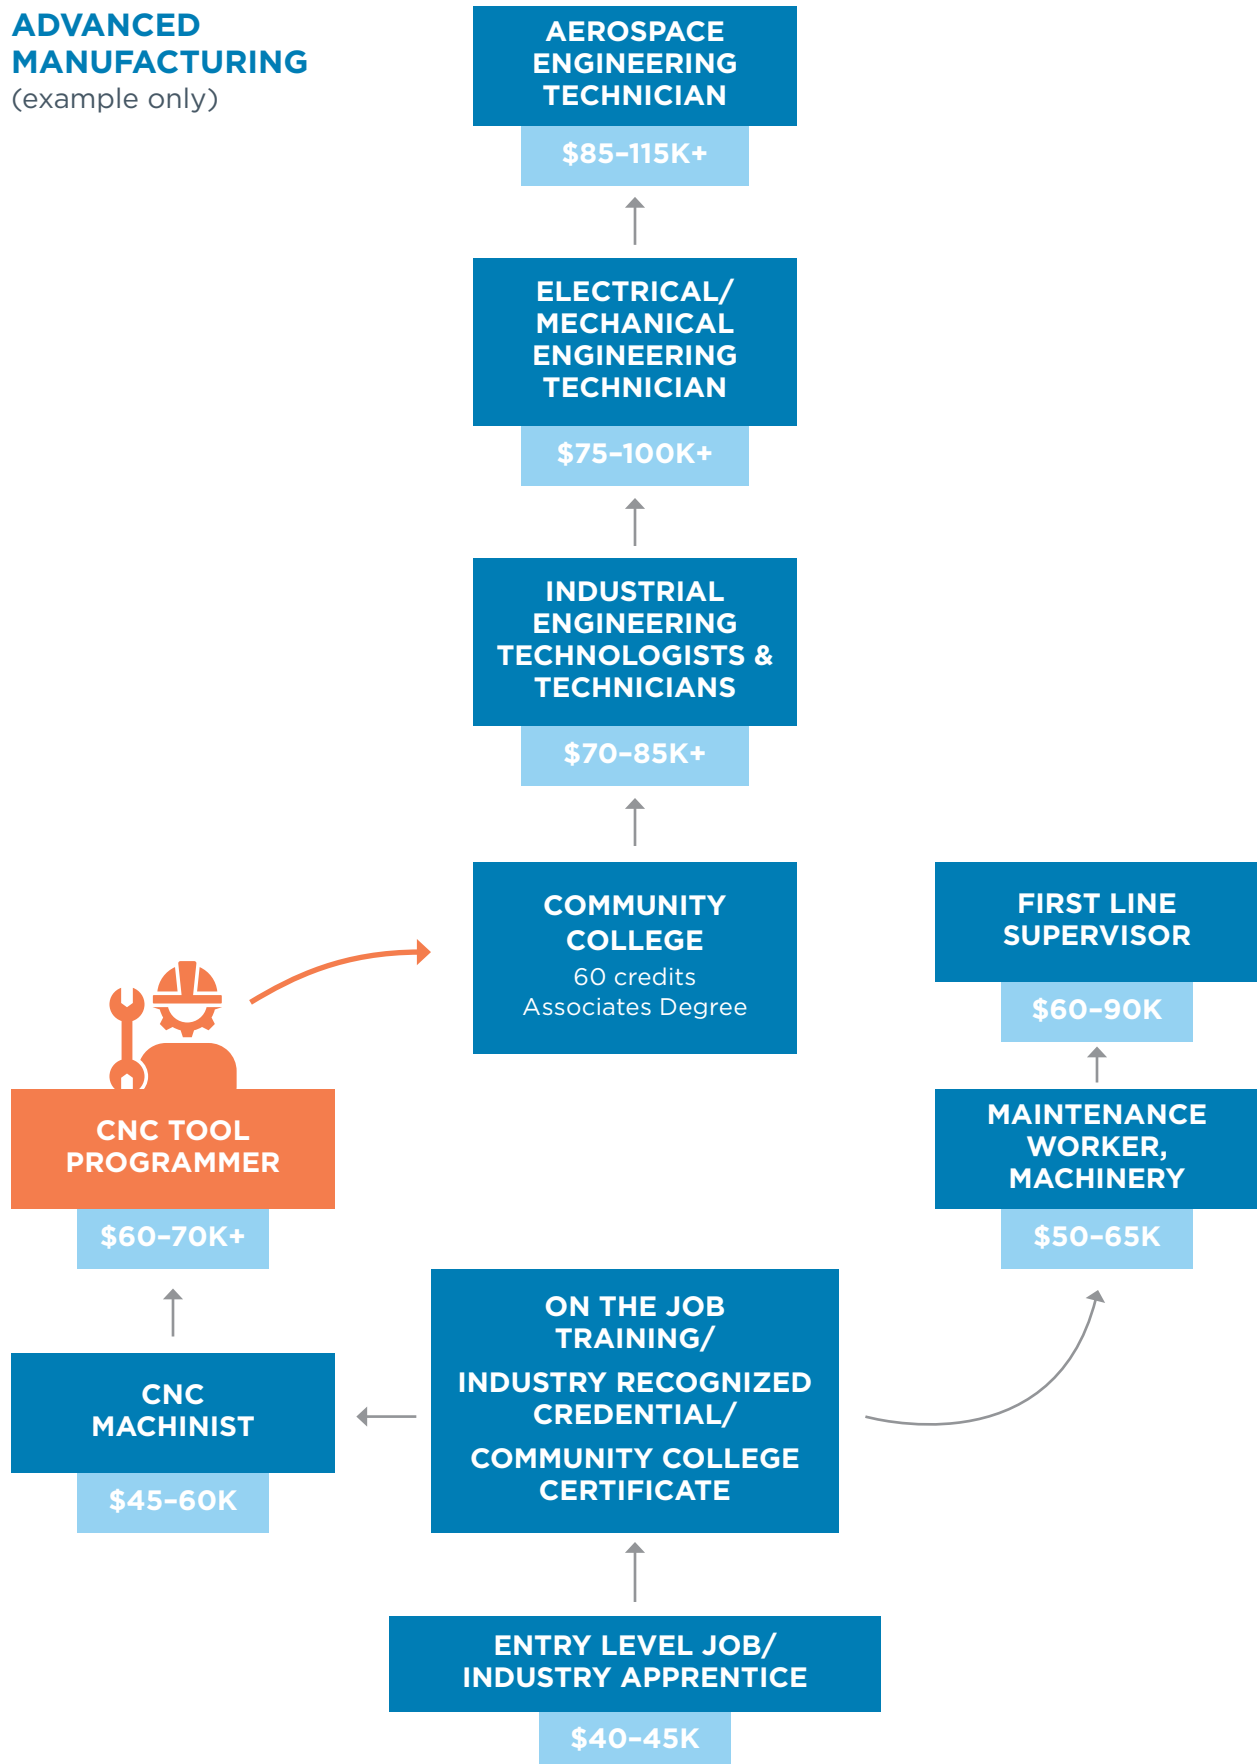 ADVANCED
MANUFACTURING
(example only)
AEROSPACE
ENGINEERING
TECHNICIAN
$85–115K+
ELECTRICAL/
MECHANICAL
ENGINEERING
TECHNICIAN
$75–100K+
INDUSTRIAL
ENGINEERING
TECHNOLOGISTS &
TECHNICIANS
$70–85K+
COMMUNITY
COLLEGE
60 credits
Associates Degree
FIRST LINE
SUPERVISOR
$60–90K
CNC TOOL
PROGRAMMER
$60–70K+
MAINTENANCE
WORKER,
MACHINERY
$50–65K
CNC
MACHINIST
$45–60K
ON THE JOB
TRAINING/
INDUSTRY RECOGNIZED
CREDENTIAL/
COMMUNITY COLLEGE
CERTIFICATE
ENTRY LEVEL JOB/
INDUSTRY APPRENTICE
$40–45K